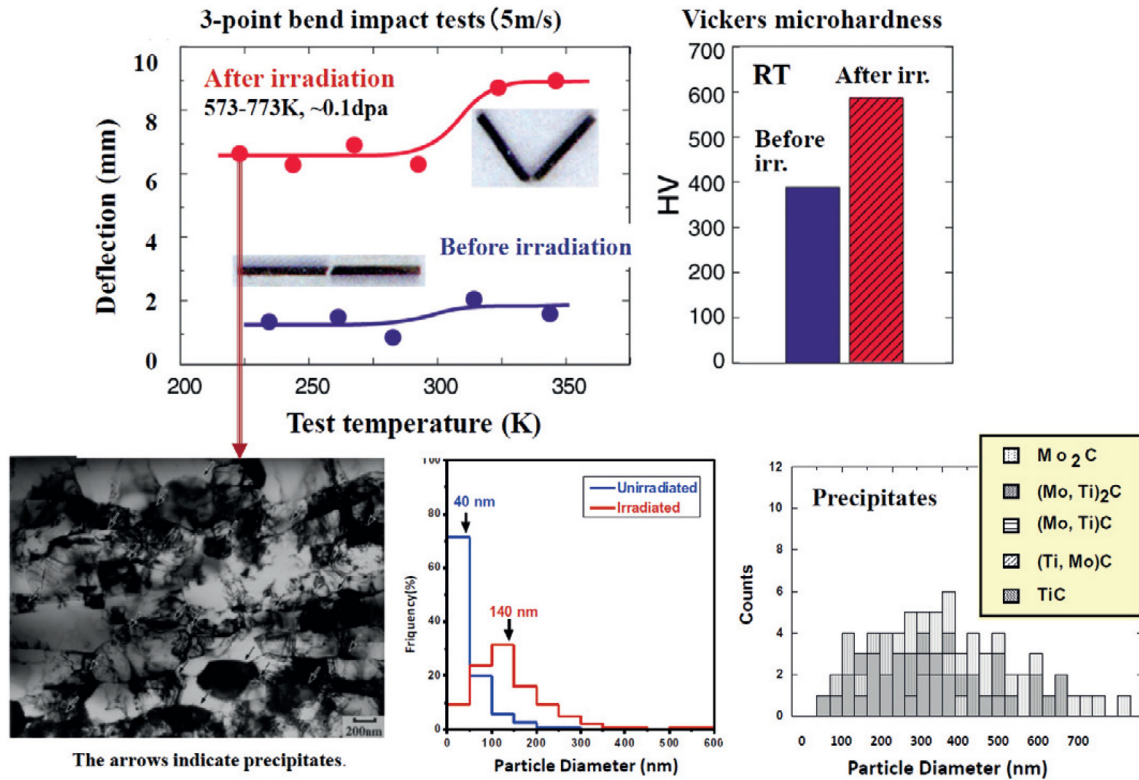 3-point bend impact tests(5m/s)
10
8
6
4
2
0
Deflection (mm)
After irradiation
573-773K, ~0.1dpa
Before irradiation
200
250
300
350
Test temperature (K)
Vickers microhardness
700
600
500
400
300
200
100
0
HV
RT
After irr.
Before
irr.
200nm
The arrows indicate precipitates.
100
80
60
40
20
0
Friquency(%)
40 nm
Unirradiated
Irradiated
140 nm
0
100
200
300
400
500
600
Particle Diameter (nm)
12
10
8
6
4
2
0
Counts
Precipitates
Mo2C
(Mo, Ti)2C
(Mo, Ti)C
(Ti, Mo)C
TiC
0
100
200
300
400
500
600
700
Particle Diameter (nm)